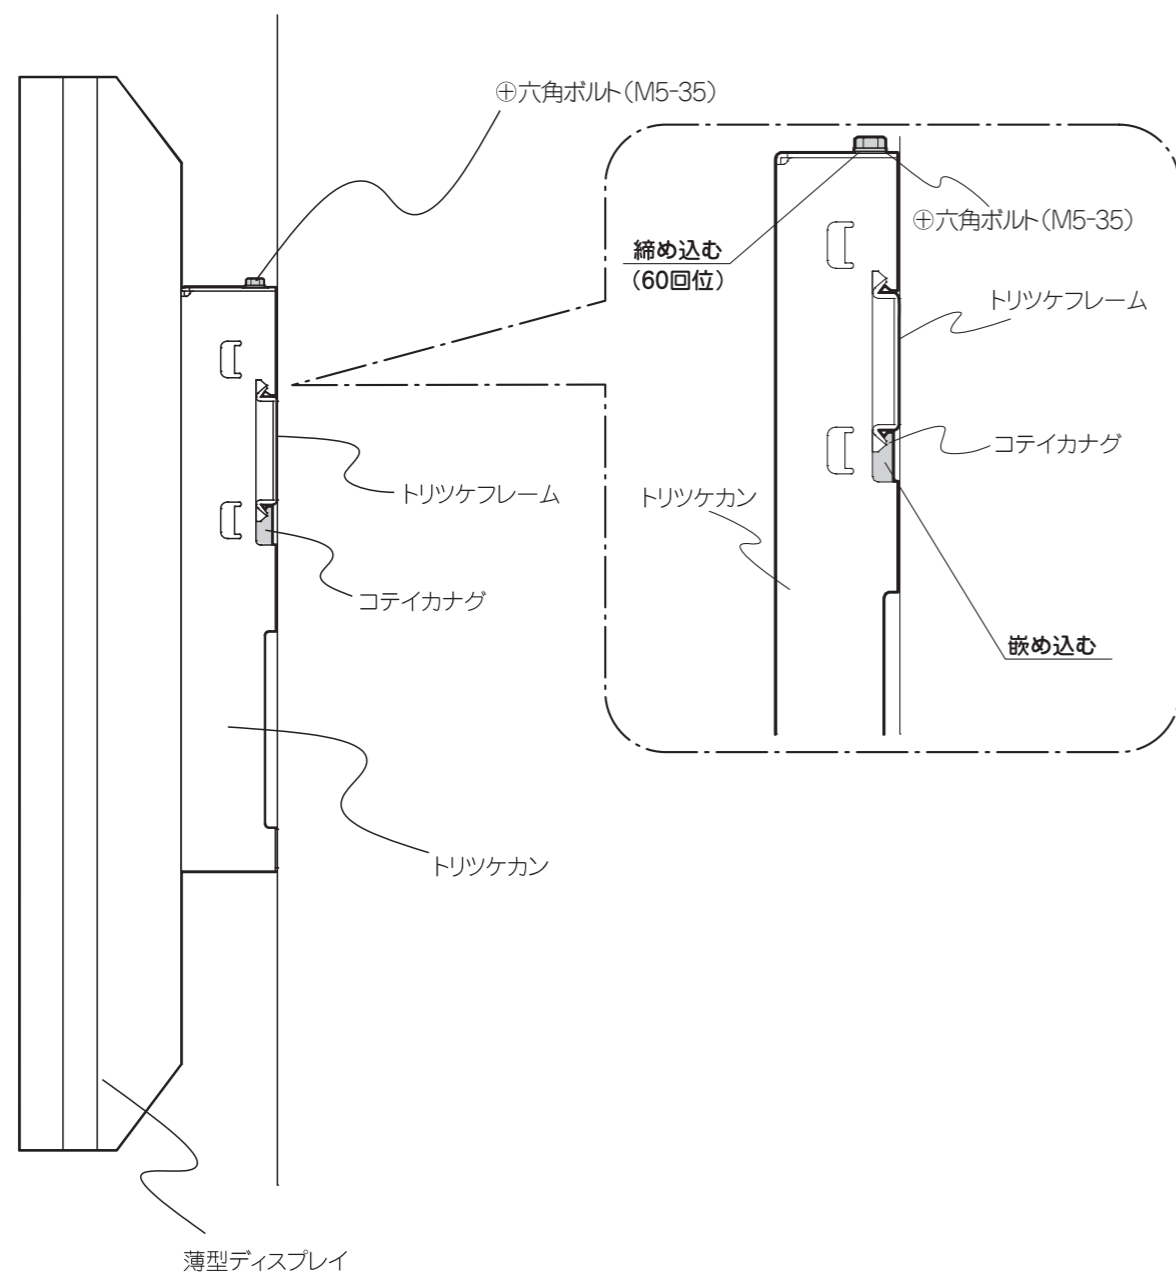 ⊕六角ボルト(M5-35)
⊕六角ボルト(M5-35)
締め込む
(60回位)
トリツケフレーム
コテイカナグ
トリツケフレーム
トリツケカン
コテイカナグ
嵌め込む
トリツケカン
薄型ディスプレイ